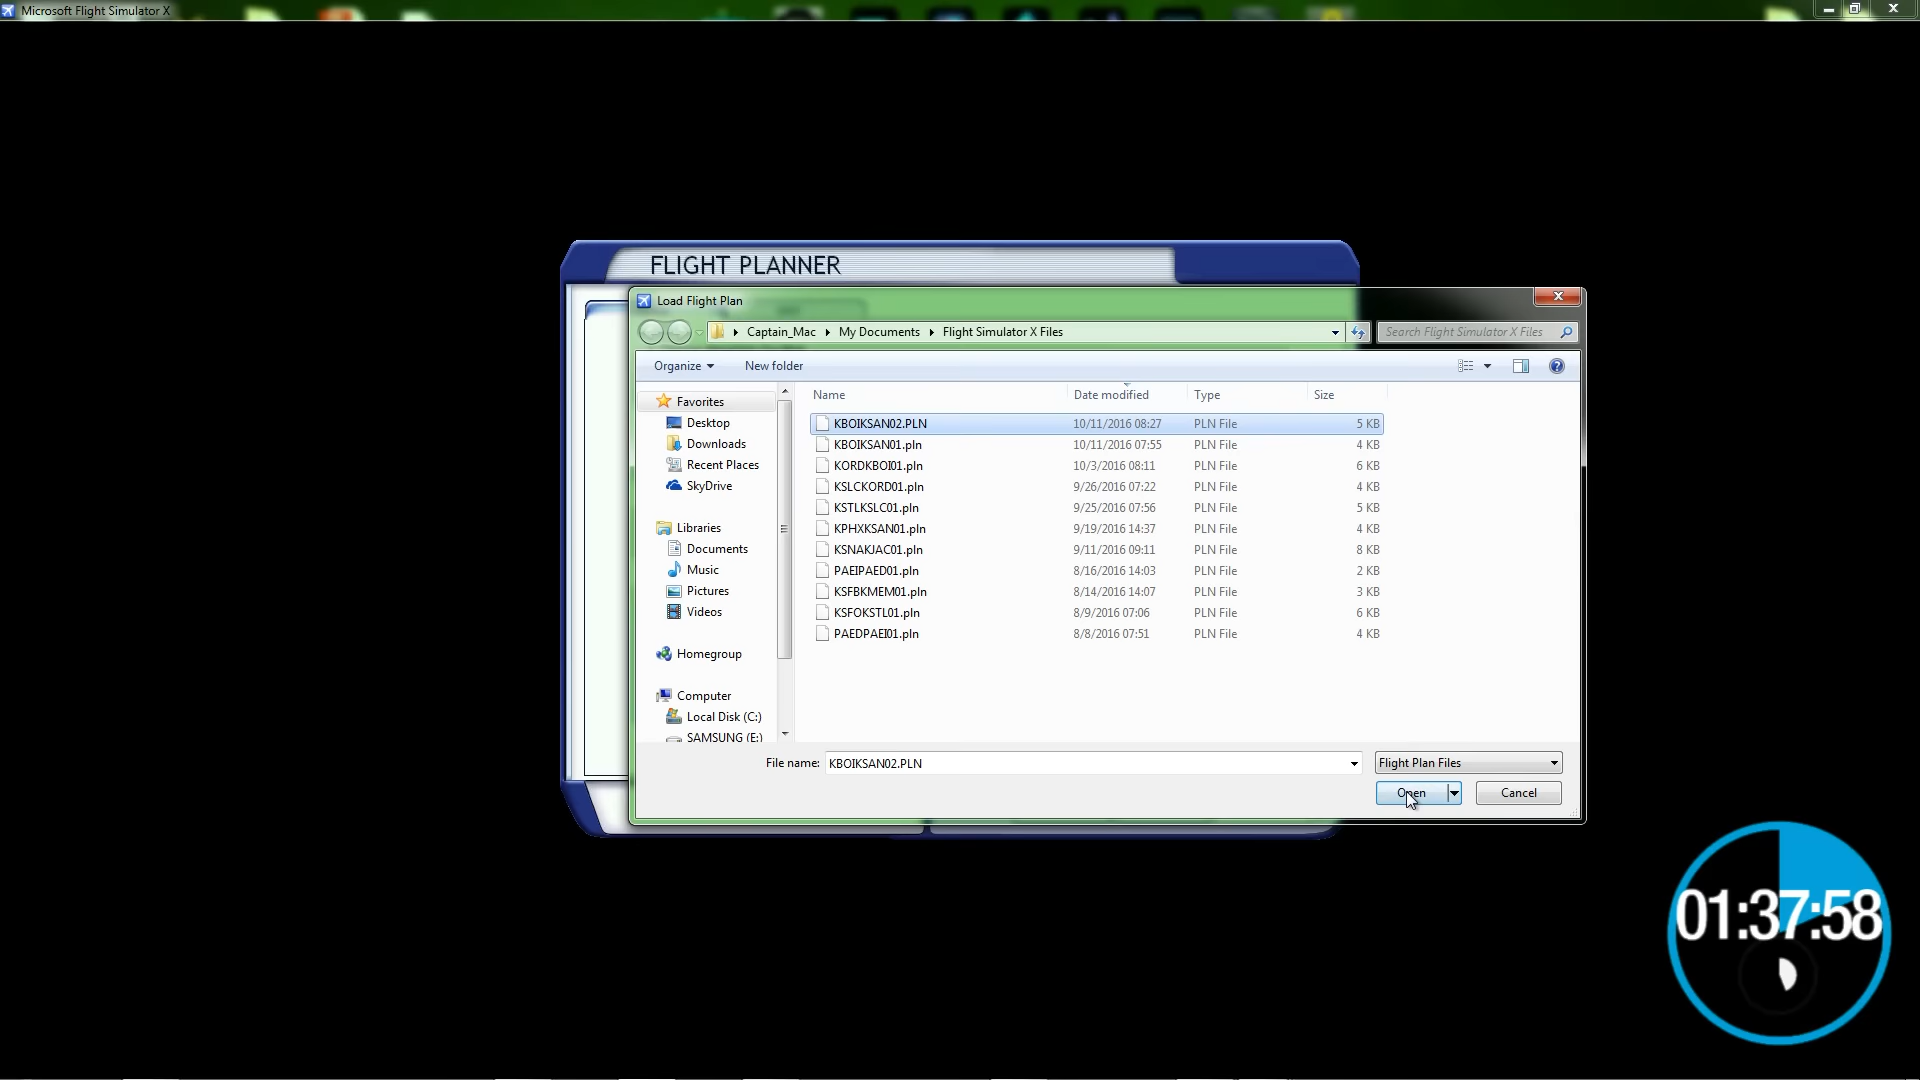 Microsoft Flight Simulator X
FLIGHT PLANNER
Load Flight Plan
Captain_Mac My Documents Flight Simulator X Files
Search Flight Simulator X Files
Organize New folder
Name Date modified Type Size
Favorites
Desktop
Downloads
Recent Places
SkyDrive
Libraries
Documents
Music
Pictures
Videos
Homegroup
Computer
Local Disk (C:)
SAMSUNG (E:)
KBOIKSAN02.PLN 10/11/2016 08:27 PLN File 5 KB
KBOIKSAN01.pln 10/11/2016 07:55 PLN File 4 KB
KORDKBOI01.pln 10/3/2016 08:11 PLN File 6 KB
KSLCKORD01.pln 9/26/2016 07:22 PLN File 4 KB
KSTLKSLC01.pln 9/25/2016 07:56 PLN File 5 KB
KPHXKSAN01.pln 9/19/2016 14:37 PLN File 4 KB
KSNAKJAC01.pln 9/11/2016 09:11 PLN File 8 KB
PAEIPAED01.pln 8/16/2016 14:03 PLN File 2 KB
KSFBKMEM01.pln 8/14/2016 14:07 PLN File 3 KB
KSFOKSTL01.pln 8/9/2016 07:06 PLN File 6 KB
PAEDPAEI01.pln 8/8/2016 07:51 PLN File 4 KB
File name: KBOIKSAN02.PLN Flight Plan Files
Open Cancel
01:37:58